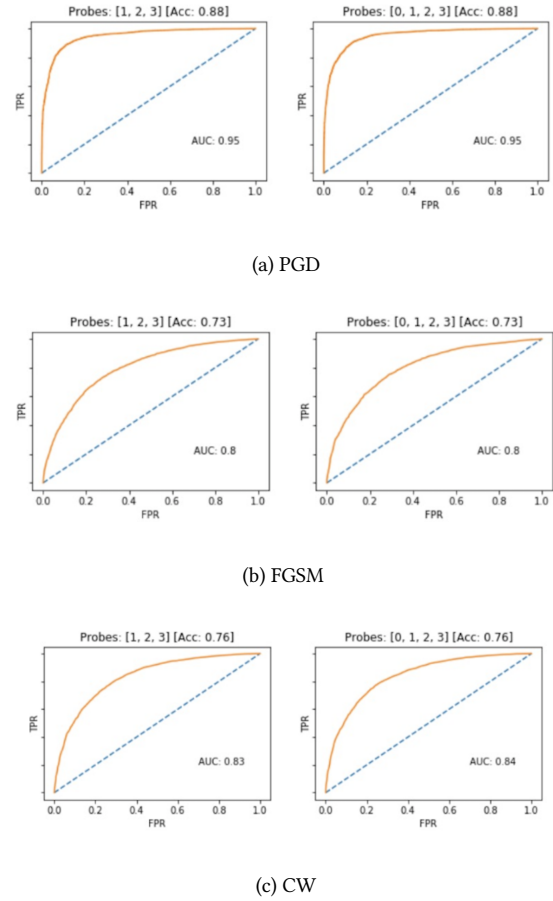 Probes: [1, 2, 3] [Acc: 0.88]
TPR
AUC: 0.95
0.0 0.2 0.4 0.6 0.8 1.0
FPR
Probes: [0, 1, 2, 3] [Acc: 0.88]
TPR
AUC: 0.95
0.0 0.2 0.4 0.6 0.8 1.0
FPR
(a) PGD
Probes: [1, 2, 3] [Acc: 0.73]
TPR
AUC: 0.8
0.0 0.2 0.4 0.6 0.8 1.0
FPR
Probes: [0, 1, 2, 3] [Acc: 0.73]
TPR
AUC: 0.8
0.0 0.2 0.4 0.6 0.8 1.0
FPR
(b) FGSM
Probes: [1, 2, 3] [Acc: 0.76]
TPR
AUC: 0.83
0.0 0.2 0.4 0.6 0.8 1.0
FPR
Probes: [0, 1, 2, 3] [Acc: 0.76]
TPR
AUC: 0.84
0.0 0.2 0.4 0.6 0.8 1.0
FPR
(c) CW